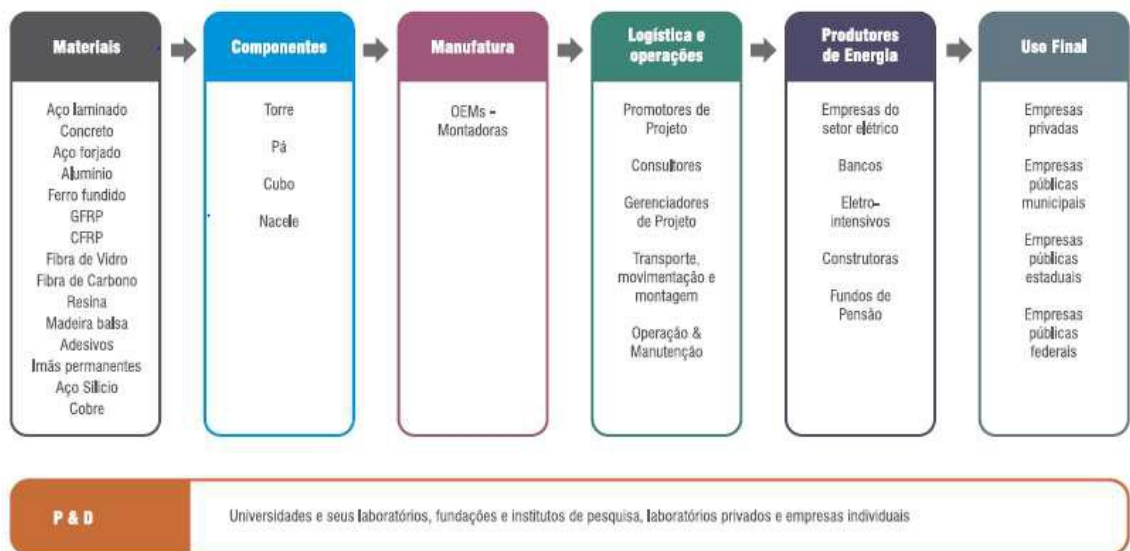 Materiais
Aço laminado
Concreto
Aço forjado
Alumínio
Ferro fundido
GFRP
CFRP
Fibra de Vidro
Fibra de Carbono
Resina
Madeira balsa
Adesivos
Imãs permanentes
Aço Silício
Cobre
Componentes
Torre
Pá
Cubo
Nacele
Manufatura
OEMs –
Montadoras
Logística e
operações
Promotores de
Projeto
Consultores
Gerenciadores
de Projeto
Transporte,
movimentação e
montagem
Operação &
Manutenção
Produtores
de Energia
Empresas do
setor elétrico
Bancos
Eletro-
intensivos
Construtoras
Fundos de
Pensão
Uso Final
Empresas
privadas
Empresas
públicas
municipais
Empresas
públicas
estaduais
Empresas
públicas
federais
P & D
Universidades e seus laboratórios, fundações e institutos de pesquisa, laboratórios privados e empresas individuais